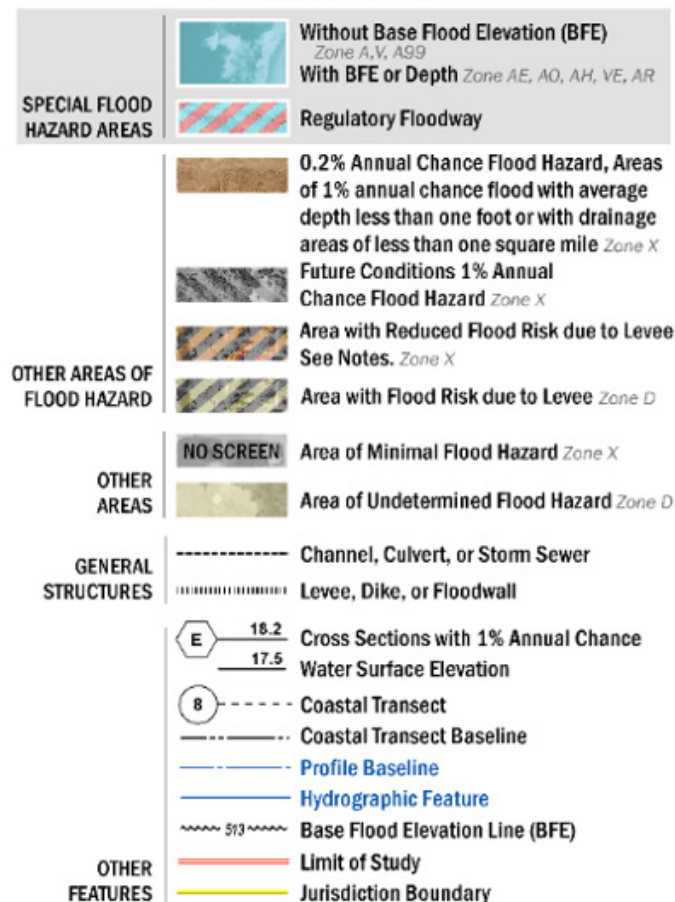 Without Base Flood Elevation (BFE)
Zone A,V, A99
With BFE or Depth Zone AE, AO, AH, VE, AR
SPECIAL FLOOD
HAZARD AREAS
Regulatory Floodway
0.2% Annual Chance Flood Hazard, Areas
of 1% annual chance flood with average
depth less than one foot or with drainage
areas of less than one square mile Zone X
Future Conditions 1% Annual
Chance Flood Hazard Zone X
Area with Reduced Flood Risk due to Levee
See Notes. Zone X
OTHER AREAS OF
FLOOD HAZARD
Area with Flood Risk due to Levee Zone D
NO SCREEN Area of Minimal Flood Hazard Zone X
OTHER
AREAS
Area of Undetermined Flood Hazard Zone D
GENERAL
STRUCTURES
Channel, Culvert, or Storm Sewer
Levee, Dike, or Floodwall
E 18.2 Cross Sections with 1% Annual Chance
17.5 Water Surface Elevation
8 Coastal Transect
Coastal Transect Baseline
Profile Baseline
Hydrographic Feature
513 Base Flood Elevation Line (BFE)
OTHER
FEATURES
Limit of Study
Jurisdiction Boundary